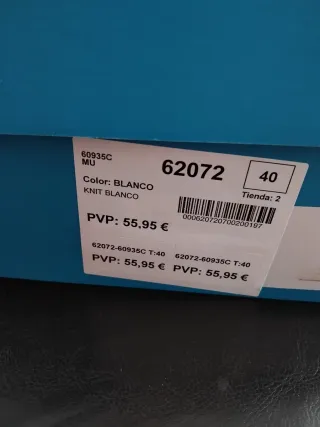 60935C
MU
62072
40
Color: BLANCO
KNIT BLANCO
Tienda: 2
000620720700200197
PVP: 55,95 €
62072-60935C T:40
PVP: 55,95 €
62072-60935C T:40
PVP: 55,95 €